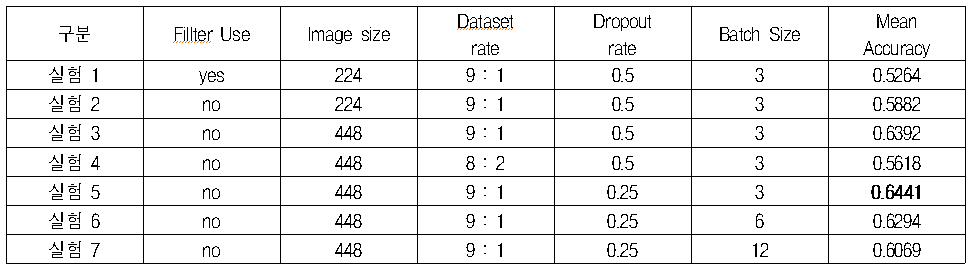 구분 Fillter Use Image size Dataset rate Dropout rate Batch Size Mean Accuracy
실험 1 yes 224 9 : 1 0.5 3 0.5264
실험 2 no 224 9 : 1 0.5 3 0.5882
실험 3 no 448 9 : 1 0.5 3 0.6392
실험 4 no 448 8 : 2 0.5 3 0.5618
실험 5 no 448 9 : 1 0.25 3 0.6441
실험 6 no 448 9 : 1 0.25 6 0.6294
실험 7 no 448 9 : 1 0.25 12 0.6069